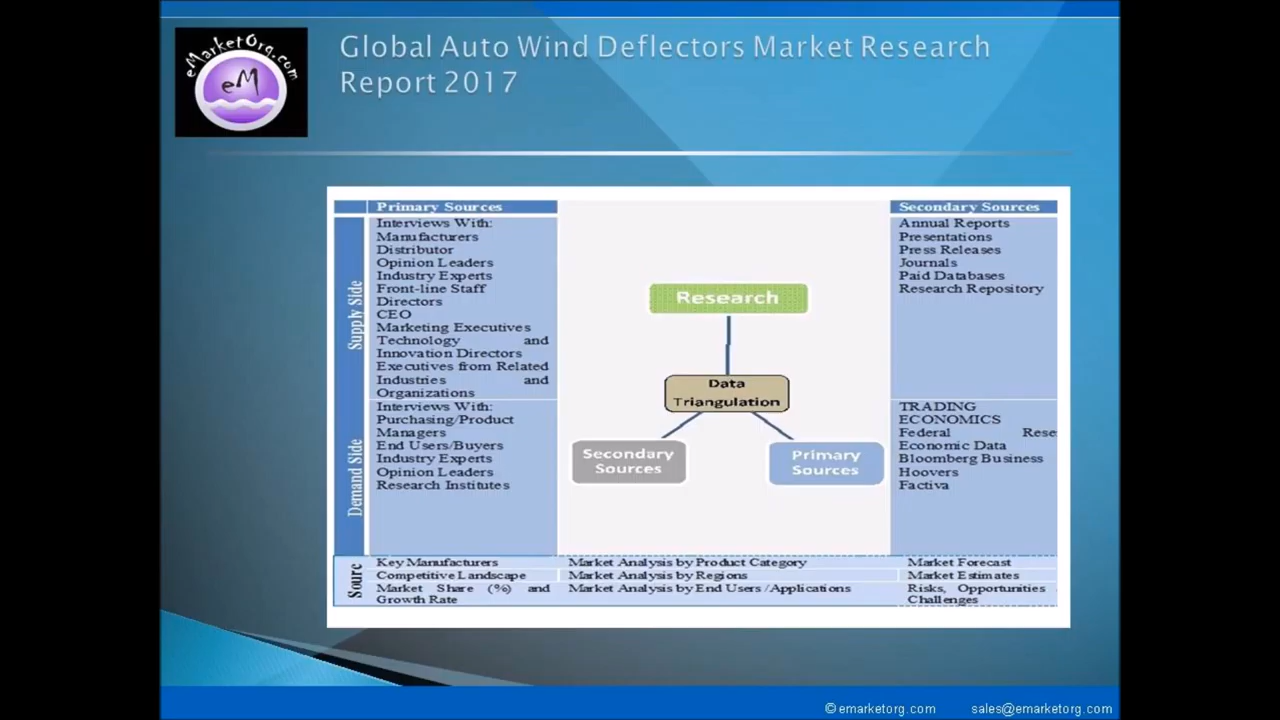 eMarketOrg.com
eM
Global Auto Wind Deflectors Market Research
Report 2017
Primary Sources
Supply Side
Interviews With:
Manufacturers
Distributor
Opinion Leaders
Industry Experts
Front-line Staff
Directors
CEO
Marketing Executives
Technology and
Innovation Directors
Executives from Related
Industries and
Organizations
Demand Side
Interviews With:
Purchasing/Product
Managers
End Users/Buyers
Industry Experts
Opinion Leaders
Research Institutes
Research
Data
Triangulation
Secondary
Sources
Primary
Sources
Secondary Sources
Annual Reports
Presentations
Press Releases
Journals
Paid Databases
Research Repository
TRADING
ECONOMICS
Federal Rese
Economic Data
Bloomberg Business
Hoovers
Factiva
Sourc
Key Manufacturers
Competitive Landscape
Market Share (%) and
Growth Rate
Market Analysis by Product Category
Market Analysis by Regions
Market Analysis by End Users /Applications
Market Forecast
Market Estimates
Risks, Opportunities
Challenges
©emarketorg.com sales@emarketorg.com